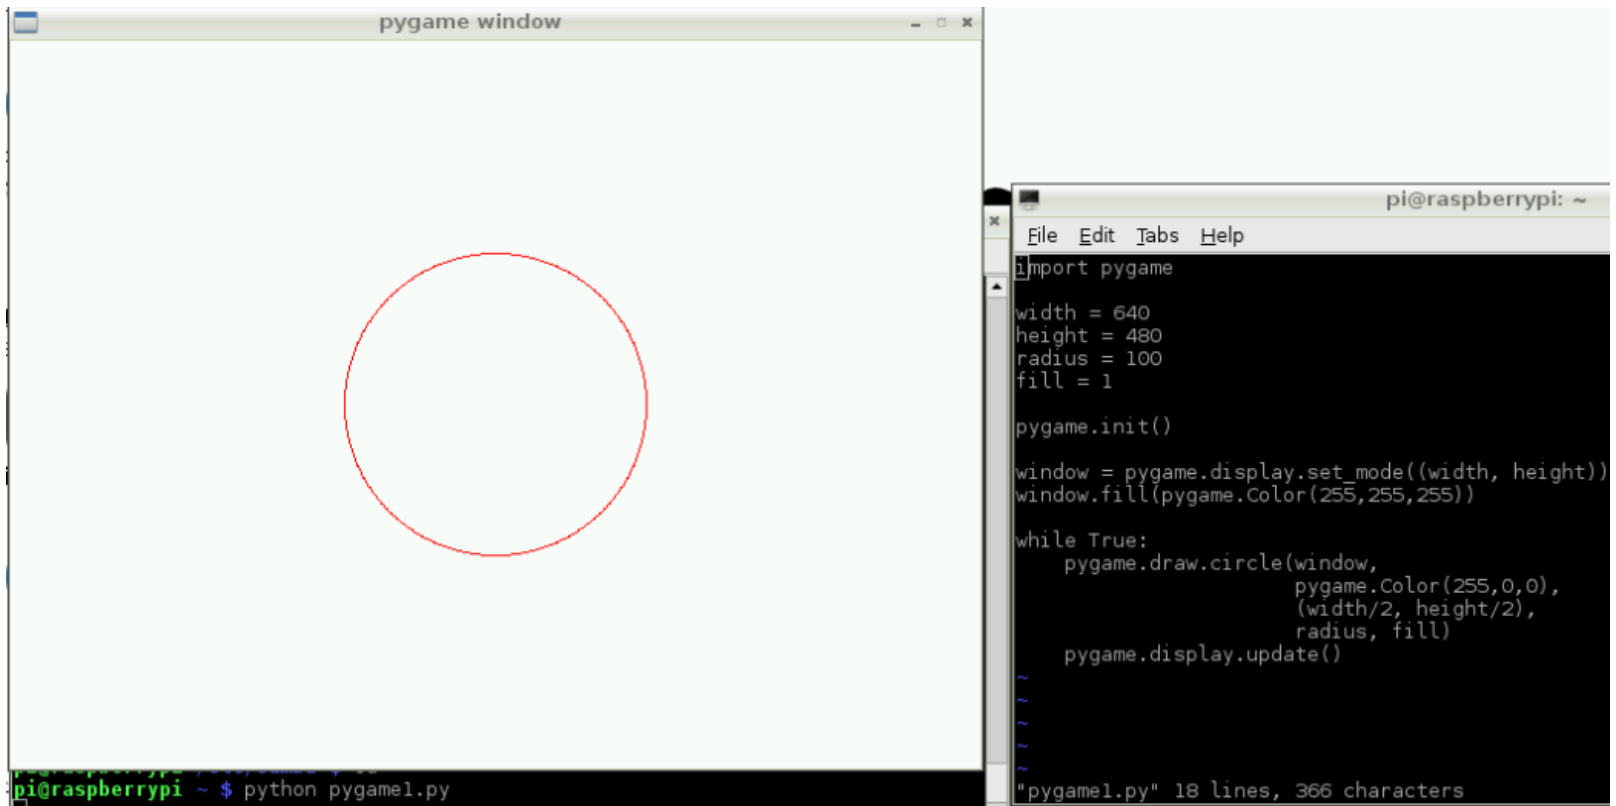 pygame window
pi@raspberrypi ~ $ python pygame1.py
pi@raspberrypi: ~
File Edit Tabs Help
import pygame
width = 640
height = 480
radius = 100
fill = 1
pygame.init()
window = pygame.display.set_mode((width, height))
window.fill(pygame.Color(255,255,255))
while True:
    pygame.draw.circle(window,
                       pygame.Color(255,0,0),
                       (width/2, height/2),
                       radius, fill)
    pygame.display.update()
~
~
~
~
~
"pygame1.py" 18 lines, 366 characters